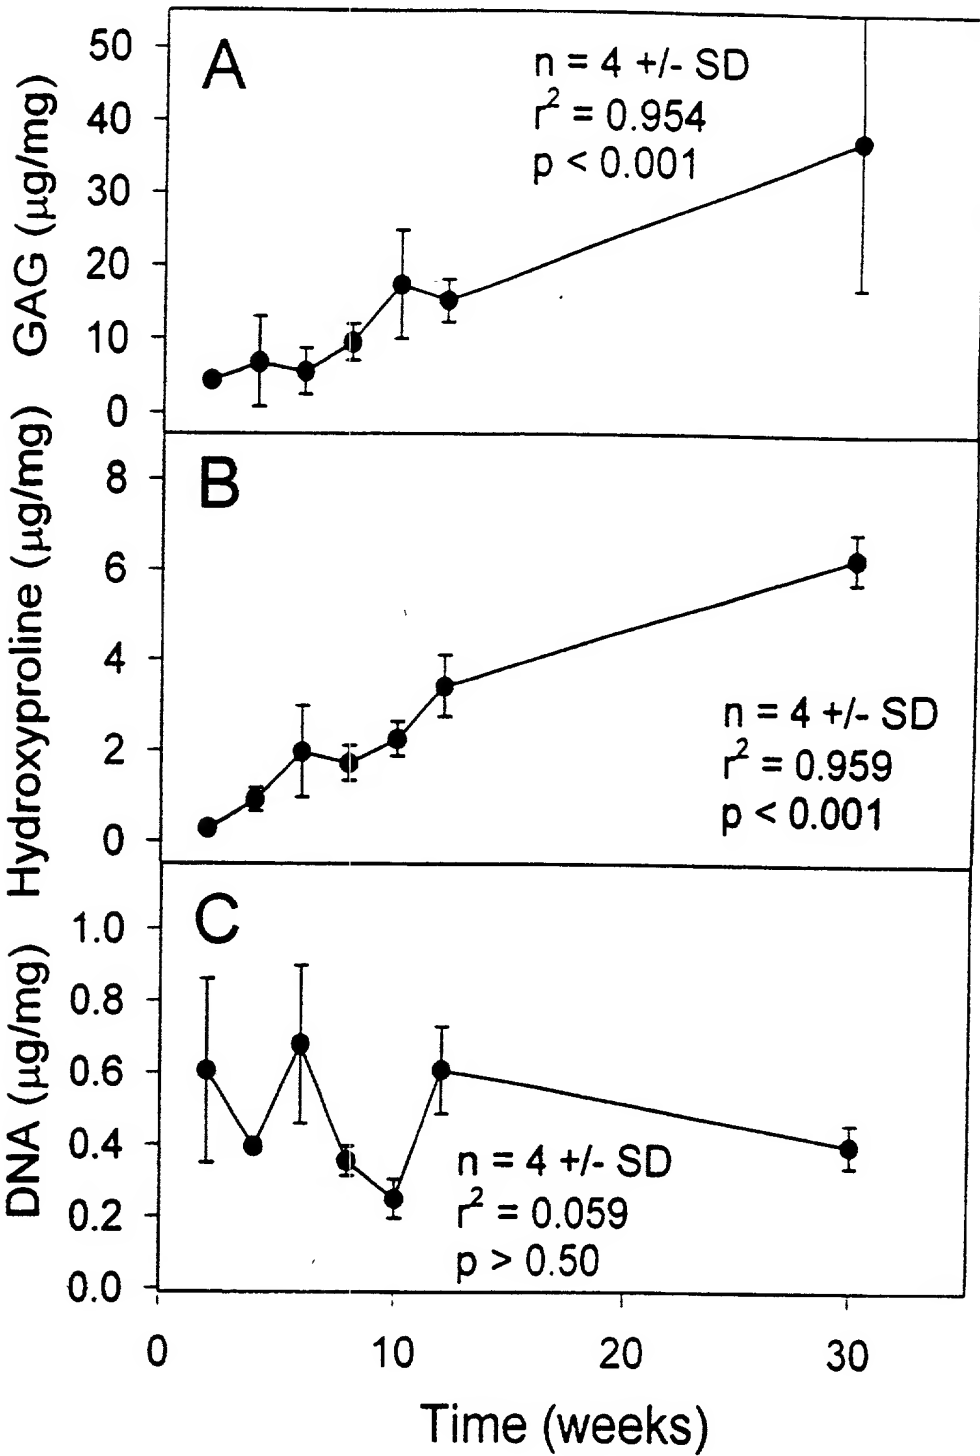 A
n = 4 +/- SD
r² = 0.954
p < 0.001
GAG (µg/mg)
50
40
30
20
10
0
B
n = 4 +/- SD
r² = 0.959
p < 0.001
Hydroxyproline (µg/mg)
8
6
4
2
0
C
n = 4 +/- SD
r² = 0.059
p > 0.50
DNA (µg/mg)
1.0
0.8
0.6
0.4
0.2
0.0
0 10 20 30
Time (weeks)